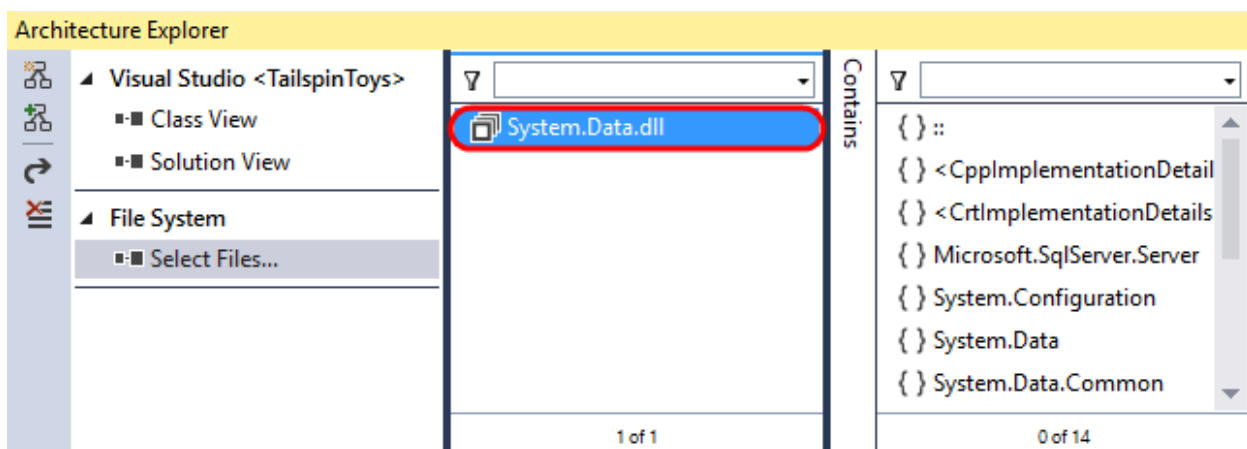 Architecture Explorer
Visual Studio <TailspinToys>
Class View
Solution View
File System
Select Files...
System.Data.dll
1 of 1
Contains
{ } ::
{ } <CppImplementationDetail
{ } <CrtImplementationDetails
{ } Microsoft.SqlServer.Server
{ } System.Configuration
{ } System.Data
{ } System.Data.Common
0 of 14